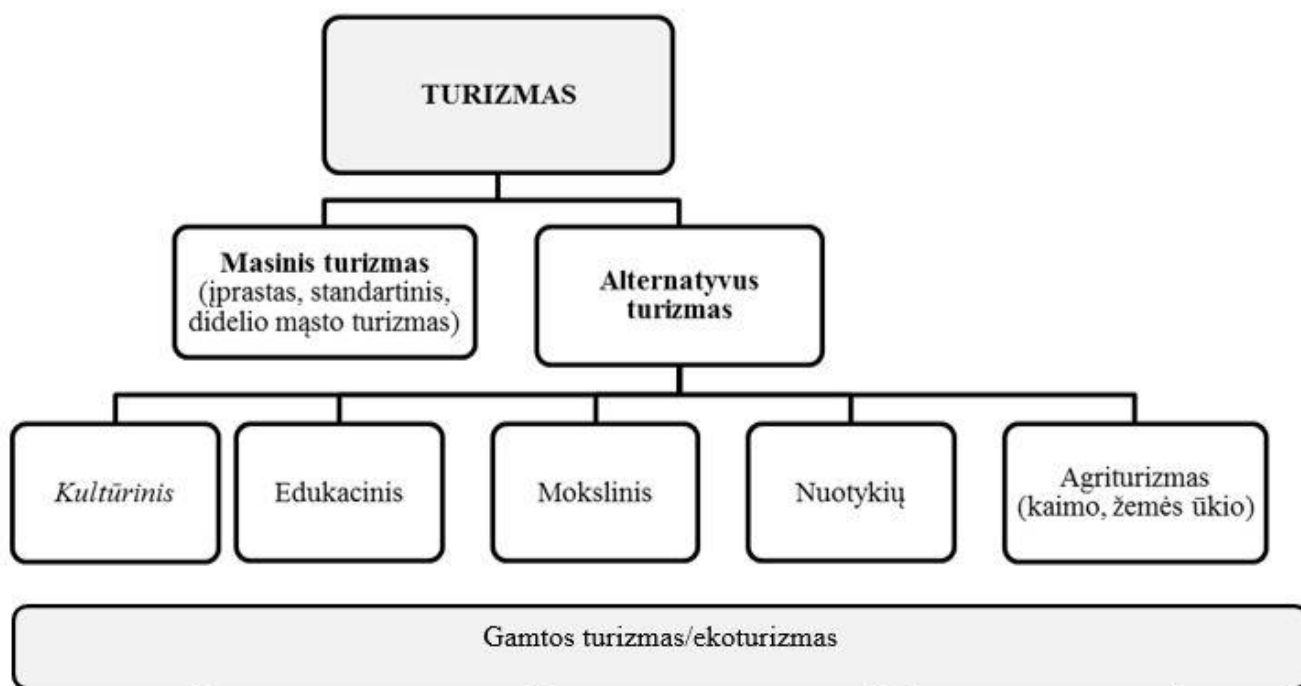 TURIZMAS
Masinis turizmas
(įprastas, standartinis,
didelio mąsto turizmas)
Alternatyvus
turizmas
Kultūrinis
Edukacinis
Mokslinis
Nuotykių
Agriturizmas
(kaimo, žemės ūkio)
Gamtos turizmas/ekoturizmas